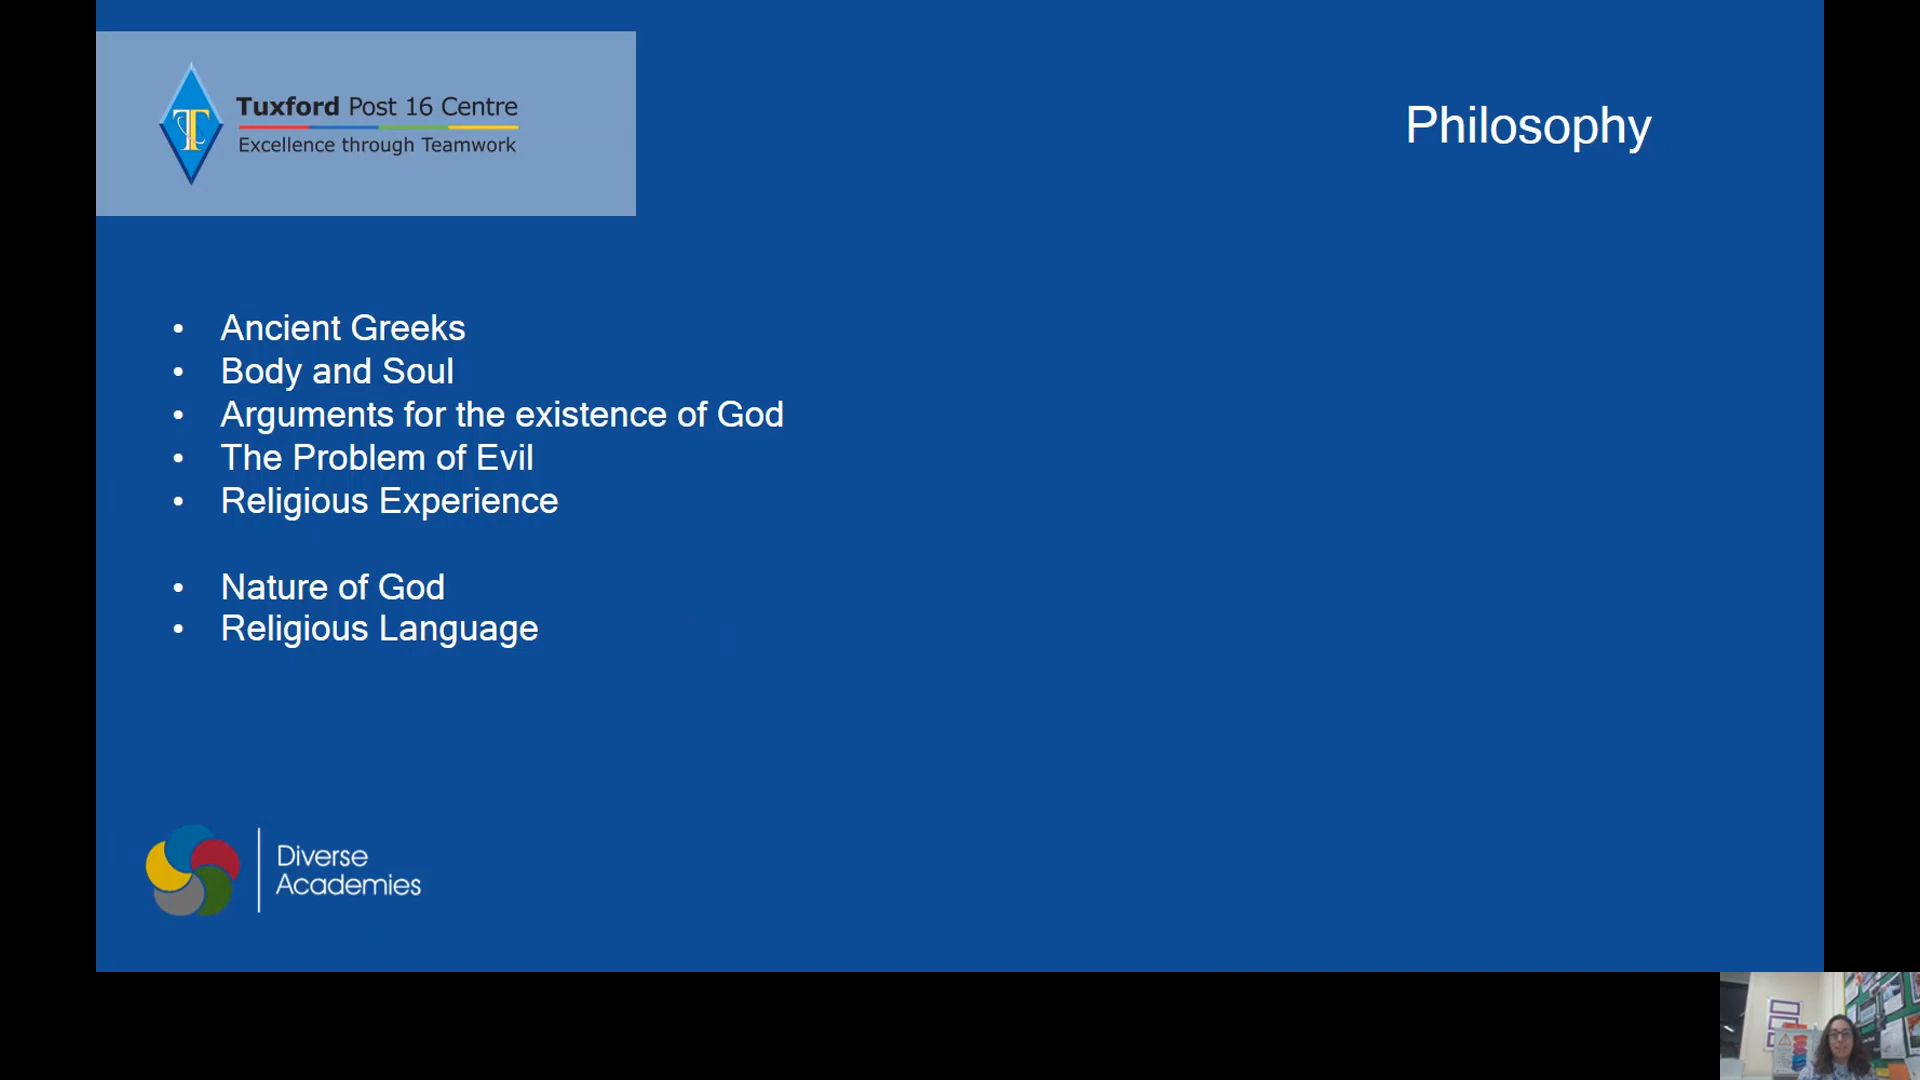 Tuxford Post 16 Centre
Excellence through Teamwork
Philosophy
• Ancient Greeks
• Body and Soul
• Arguments for the existence of God
• The Problem of Evil
• Religious Experience
• Nature of God
• Religious Language
Diverse
Academies